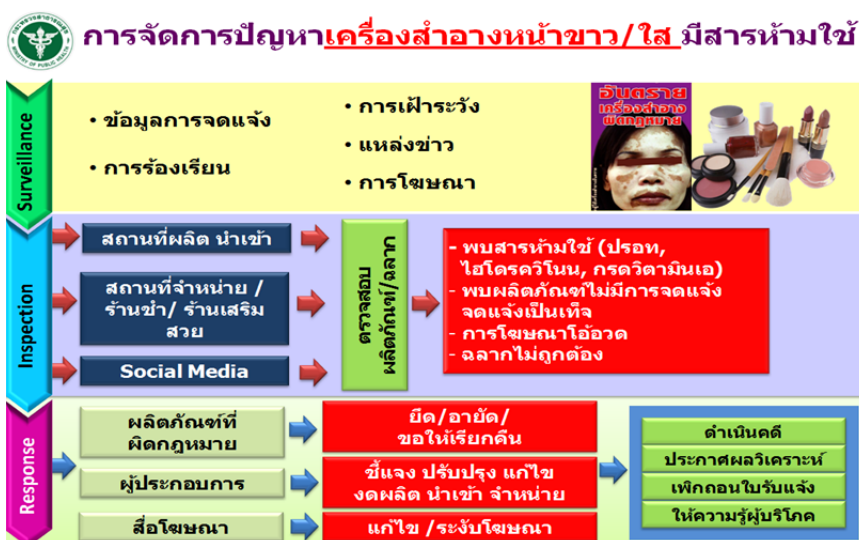 กระทรวงสาธารณสุข
MINISTRY OF PUBLIC HEALTH
การจัดการปัญหาเครื่องสำอางหน้าขาว/ใส มีสารห้ามใช้
Surveillance
• ข้อมูลการจดแจ้ง
• การร้องเรียน
• การเฝ้าระวัง
• แหล่งข่าว
• การโฆษณา
อันตราย
เครื่องสำอาง
ผิดกฎหมาย
Inspection
สถานที่ผลิต นำเข้า
สถานที่จำหน่าย /
ร้านชำ/ ร้านเสริม
สวย
Social Media
ตรวจสอบ
ผลิตภัณฑ์/ฉลาก
- พบสารห้ามใช้ (ปรอท,
ไฮโดรควิโนน, กรดวิตามินเอ)
- พบผลิตภัณฑ์ไม่มีการจดแจ้ง
จดแจ้งเป็นเท็จ
- การโฆษณาโอ้อวด
- ฉลากไม่ถูกต้อง
Response
ผลิตภัณฑ์ที่
ผิดกฎหมาย
ยึด/อายัด/
ขอให้เรียกคืน
ผู้ประกอบการ
ชี้แจง ปรับปรุง แก้ไข
งดผลิต นำเข้า จำหน่าย
สื่อโฆษณา
แก้ไข /ระงับโฆษณา
ดำเนินคดี
ประกาศผลวิเคราะห์
เพิกถอนใบรับแจ้ง
ให้ความรู้ผู้บริโภค